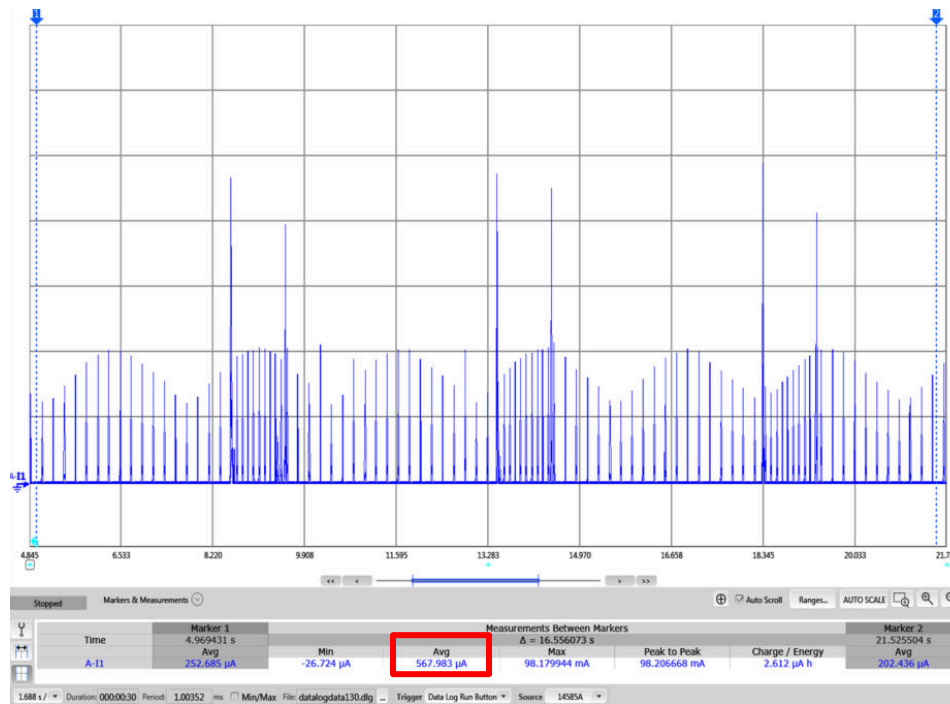 1 2
A-I1
4.845 6.533 8.220 9.908 11.595 13.283 14.970 16.658 18.345 20.033 21.7
<< < > >>
Stopped Markers & Measurements Auto Scroll Ranges... AUTO SCALE
Marker 1 Measurements Between Markers Marker 2
Time 4.969431 s Δ = 16.556073 s 21.525504 s
Avg Min Avg Max Peak to Peak Charge / Energy Avg
A-I1 252.685 µA -26.724 µA 567.983 µA 98.179944 mA 98.206668 mA 2.612 µA h 202.436 µA
1.688 s / Duration: 000:00:30 Period: 1.00352 ms Min/Max File: datalogdata130.dlg ... Trigger Data Log Run Button Source 14585A